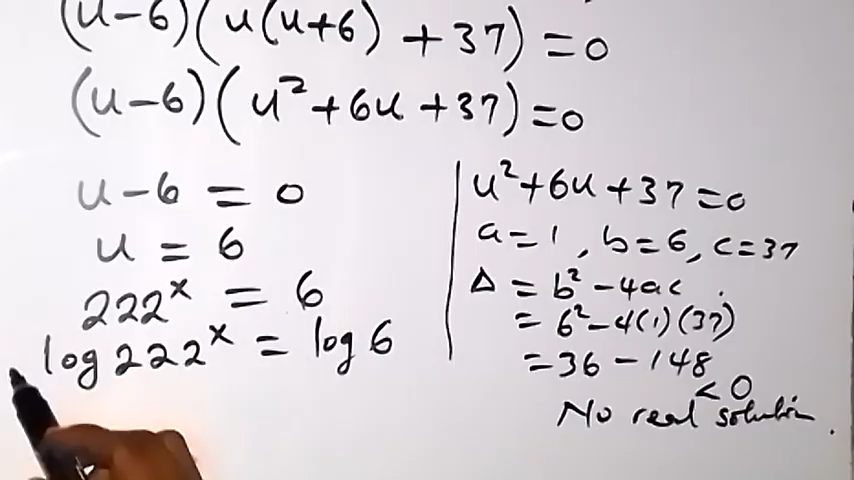 (u-6)(u(u+6) + 37) = 0
(u-6)(u²+6u+37)=0
u-6 = 0
u = 6
222ˣ = 6
log 222ˣ = log 6
u²+6u+37=0
a=1, b=6, c=37
Δ = b²-4ac.
= 6²-4(1)(37)
= 36-148
<0
No real solution.